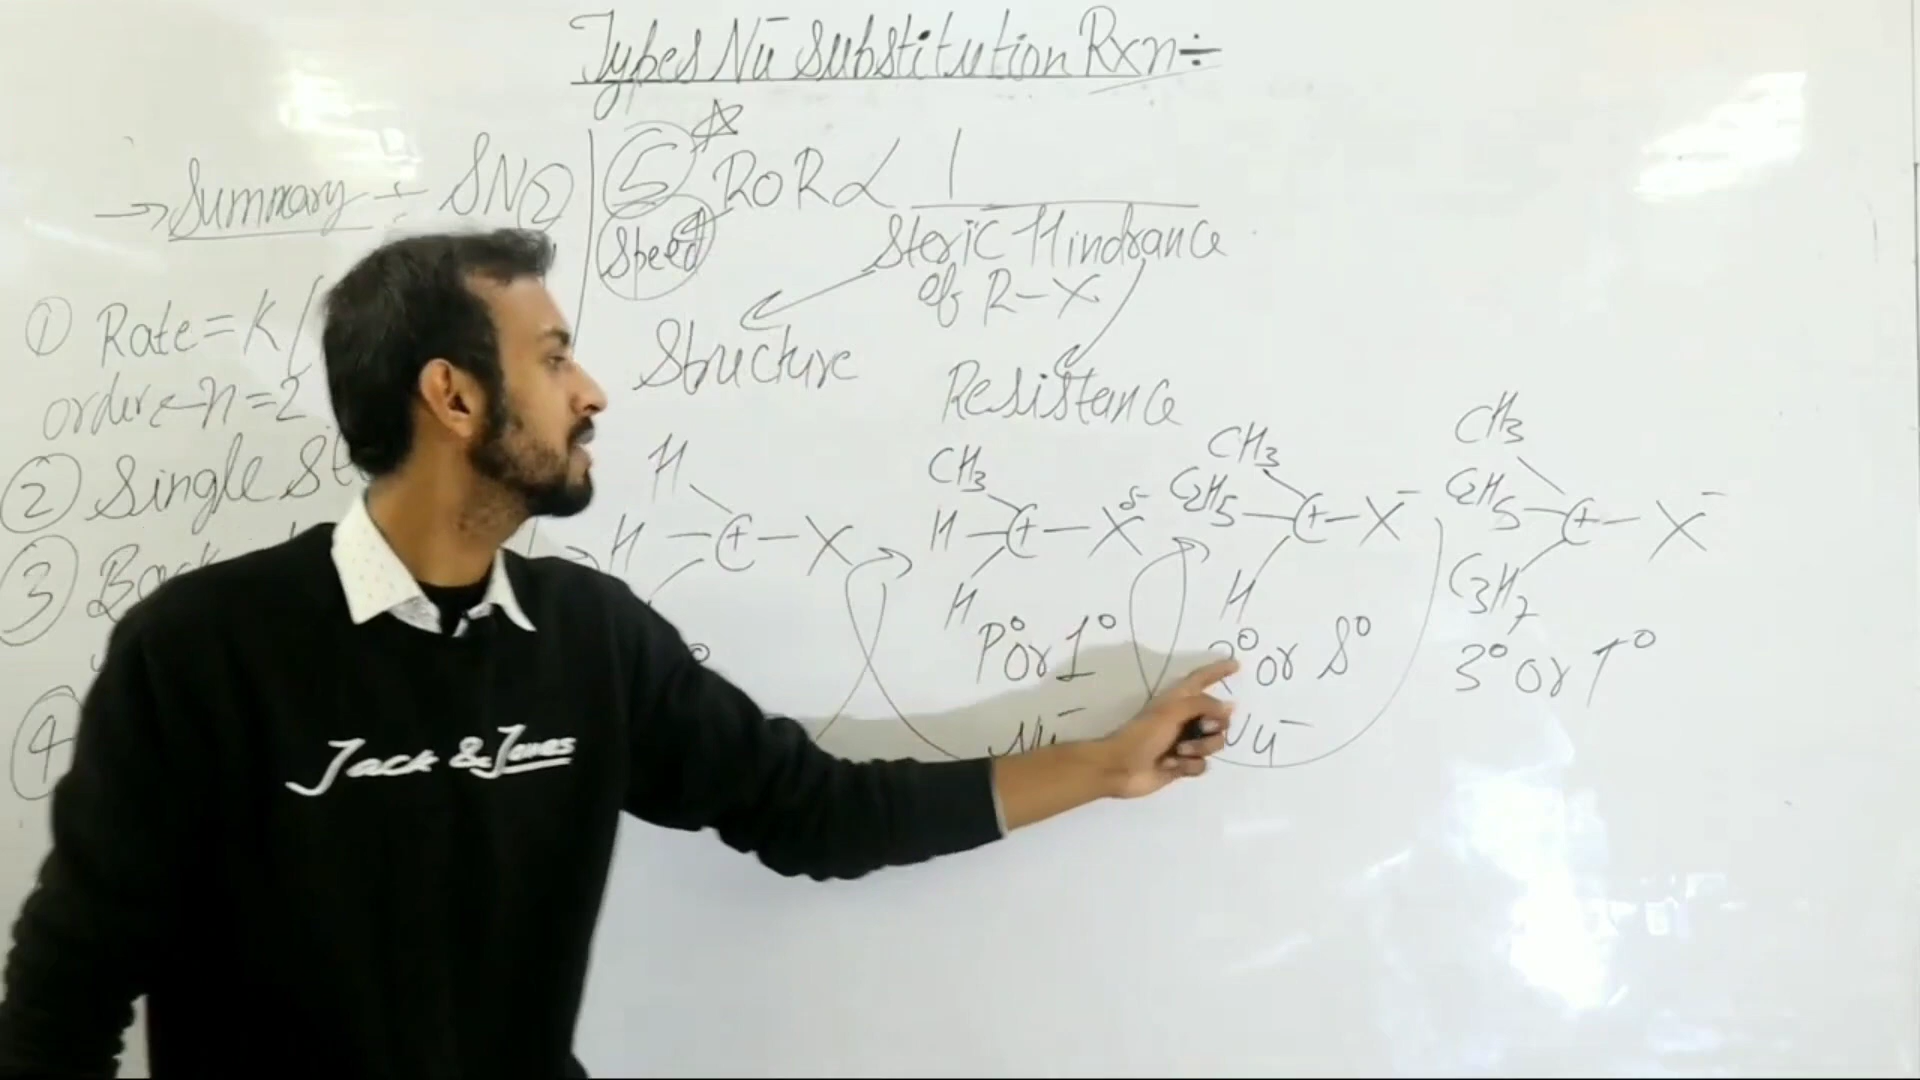 Types Nu⁻ Substitution Rxn÷
→ Summary ÷ SN2
① Rate = K [
order ← n = 2
② Single St
③ Back
④
⑤ ROR ∝ 1
Speed
Steric Hindrance
of R-X
Structure
Resistance
H
H = C+ - X
CH3
H - C+ - X δ-
H
P° or 1°
Nu⁻
CH3
C2H5 - C+ - X⁻
H
2° or S°
Nu⁻
CH3
C2H5 - C+ - X⁻
C3H7
3° or T°
Jack & Jones